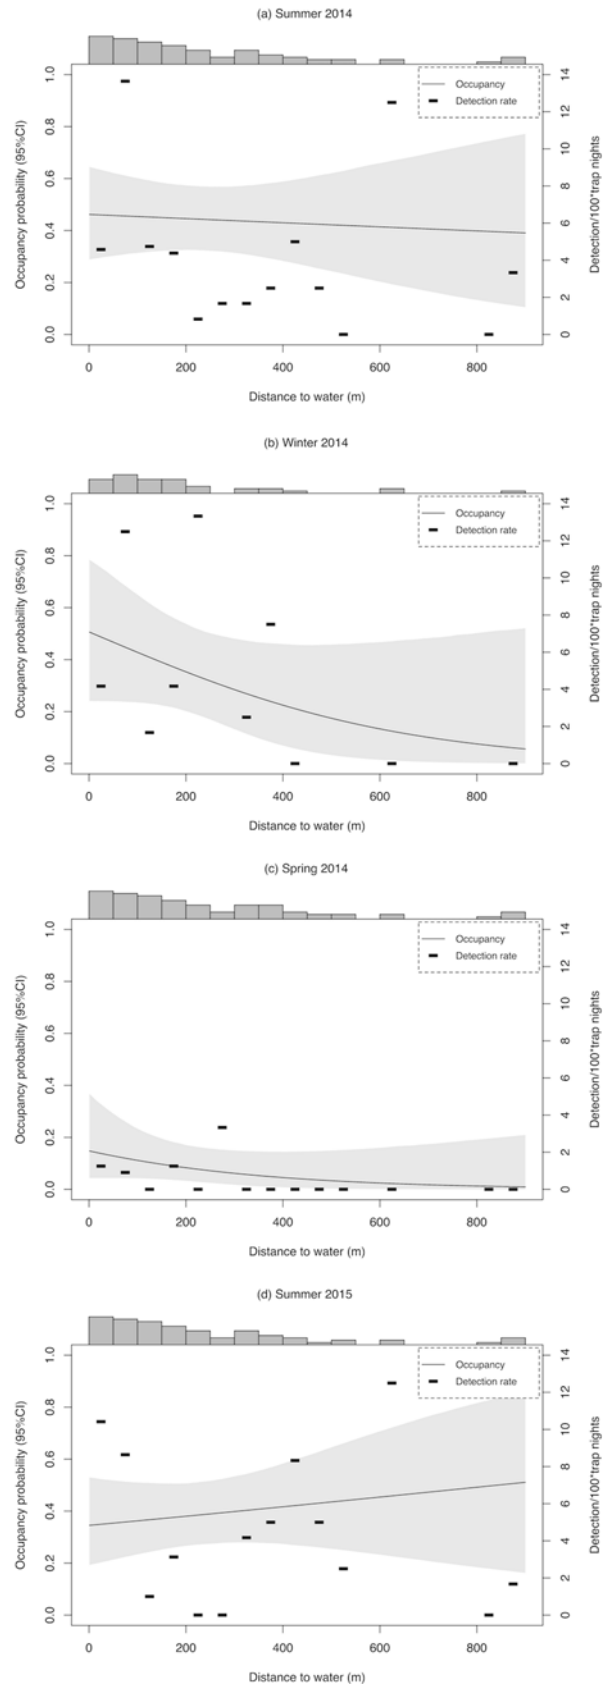 (a) Summer 2014
Occupancy
Detection rate
Occupancy probability (95%CI)
0.0 0.2 0.4 0.6 0.8 1.0
Detection/100*trap nights
0 2 4 6 8 10 12 14
0 200 400 600 800
Distance to water (m)
(b) Winter 2014
Occupancy
Detection rate
Occupancy probability (95%CI)
0.0 0.2 0.4 0.6 0.8 1.0
Detection/100*trap nights
0 2 4 6 8 10 12 14
0 200 400 600 800
Distance to water (m)
(c) Spring 2014
Occupancy
Detection rate
Occupancy probability (95%CI)
0.0 0.2 0.4 0.6 0.8 1.0
Detection/100*trap nights
0 2 4 6 8 10 12 14
0 200 400 600 800
Distance to water (m)
(d) Summer 2015
Occupancy
Detection rate
Occupancy probability (95%CI)
0.0 0.2 0.4 0.6 0.8 1.0
Detection/100*trap nights
0 2 4 6 8 10 12 14
0 200 400 600 800
Distance to water (m)